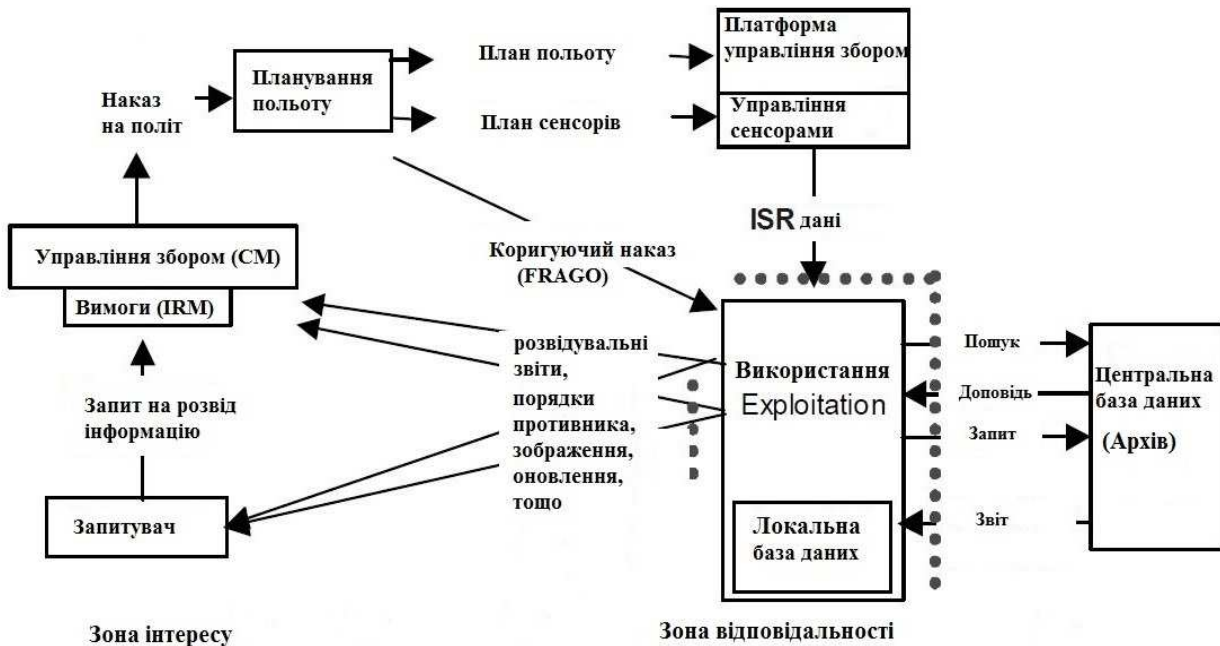 Наказ
на політ
Планування
польоту
План польоту
План сенсорів
Платформа
управління збором
Управління
сенсорами
ISR дані
Управління збором (СМ)
Вимоги (IRM)
Коригуючий наказ
(FRAGO)
розвідувальні
звіти,
порядки
противника,
зображення,
оновлення,
тощо
Запит на розвід
інформацію
Запитувач
Використання
Exploitation
Локальна
база даних
Пошук
Доповідь
Запит
Звіт
Центральна
база даних
(Архів)
Зона інтересу
Зона відповідальності